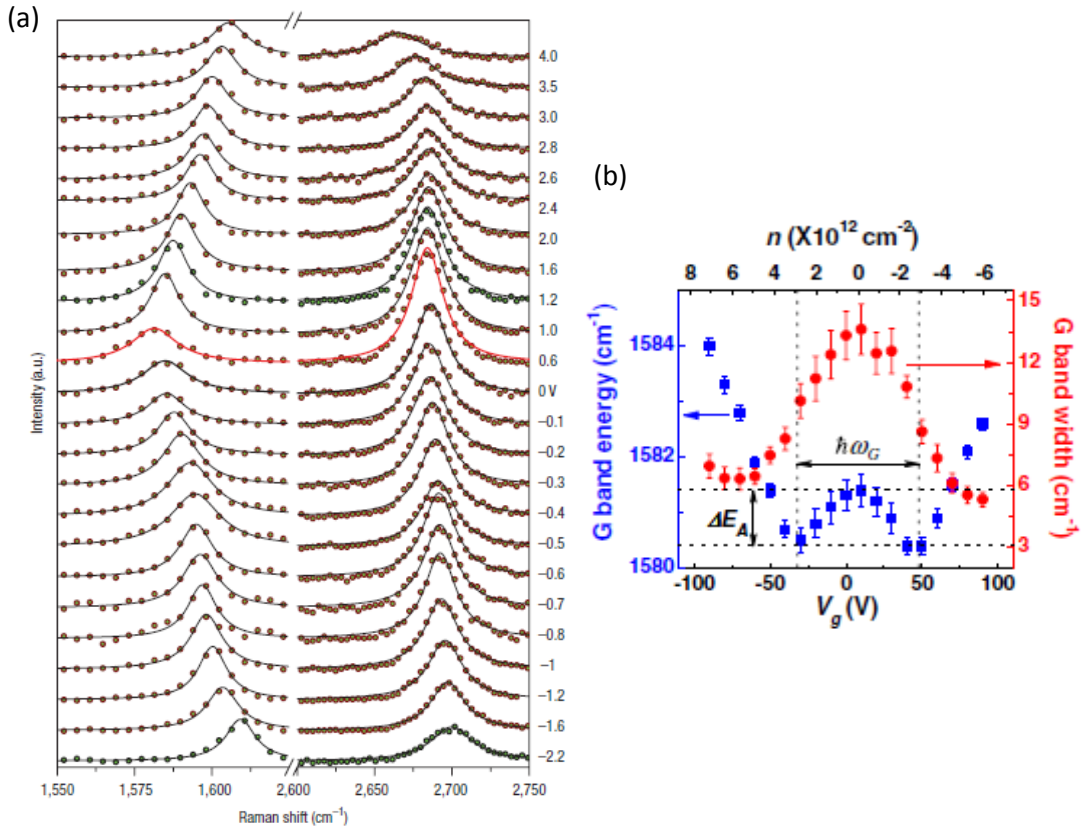 (a)
4.0
3.5
3.0
2.8
2.6
2.4
2.0
1.6
1.2
1.0
0.6
0 V
−0.1
−0.2
−0.3
−0.4
−0.5
−0.6
−0.7
−0.8
−1
−1.2
−1.6
−2.2
Intensity (a.u.)
1,550 1,600 2,600 2,650 2,700 2,750
Raman shift (cm⁻¹)
(b)
n (X10¹² cm⁻²)
8 6 4 2 0 -2 -4 -6
G band energy (cm⁻¹)
1584
1582
1580
15
12
9
6
3
G band width (cm⁻¹)
ħω_G
ΔE_A
-100 -50 0 50 100
V_g (V)